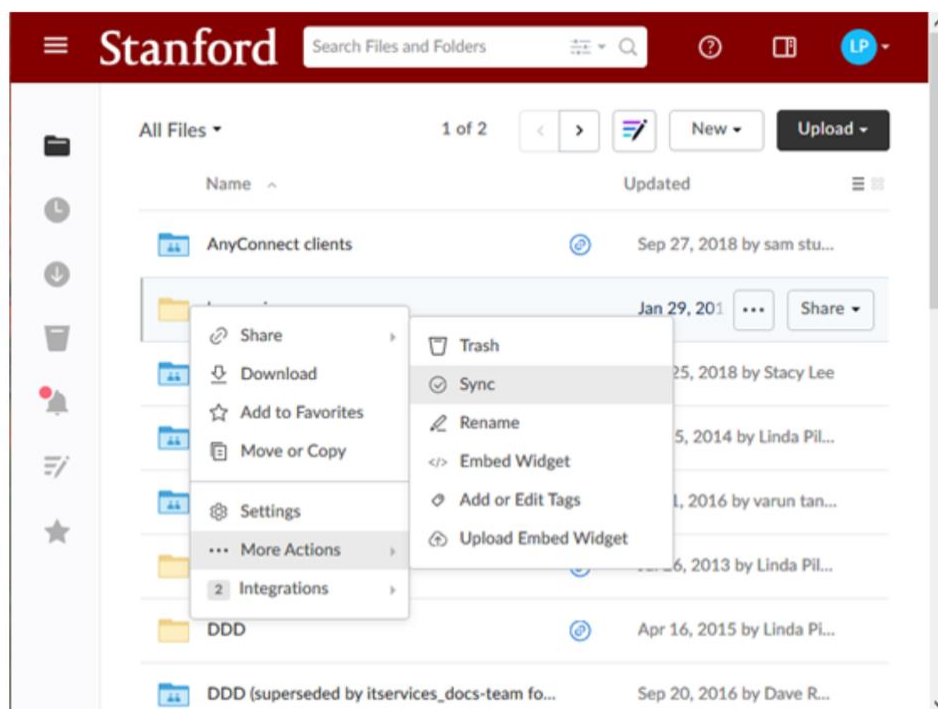 Stanford
Search Files and Folders
LP
All Files
1 of 2
New
Upload
Name
Updated
AnyConnect clients
Sep 27, 2018 by sam stu...
Jan 29, 201
Share
Share
Download
Add to Favorites
Move or Copy
Settings
More Actions
2 Integrations
Trash
Sync
Rename
Embed Widget
Add or Edit Tags
Upload Embed Widget
25, 2018 by Stacy Lee
5, 2014 by Linda Pil...
, 2016 by varun tan...
6, 2013 by Linda Pil...
DDD
Apr 16, 2015 by Linda Pi...
DDD (superseded by itservices_docs-team fo...
Sep 20, 2016 by Dave R...